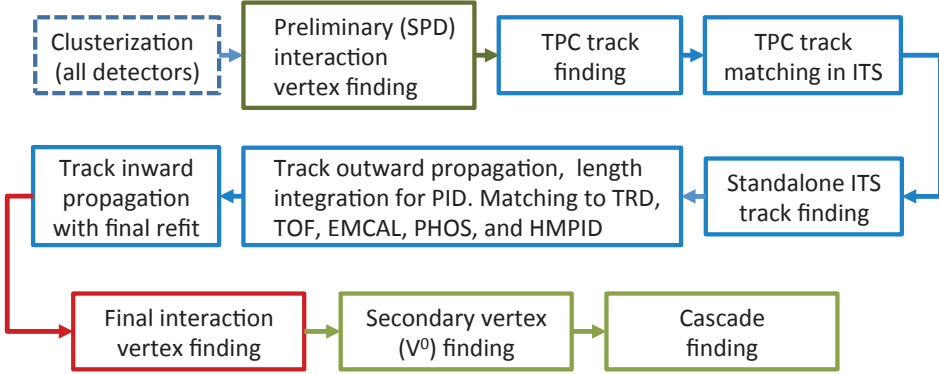 Clusterization
(all detectors)
Preliminary (SPD)
interaction
vertex finding
TPC track
finding
TPC track
matching in ITS
Track inward
propagation
with final refit
Track outward propagation, length
integration for PID. Matching to TRD,
TOF, EMCAL, PHOS, and HMPID
Standalone ITS
track finding
Final interaction
vertex finding
Secondary vertex
(V⁰) finding
Cascade
finding